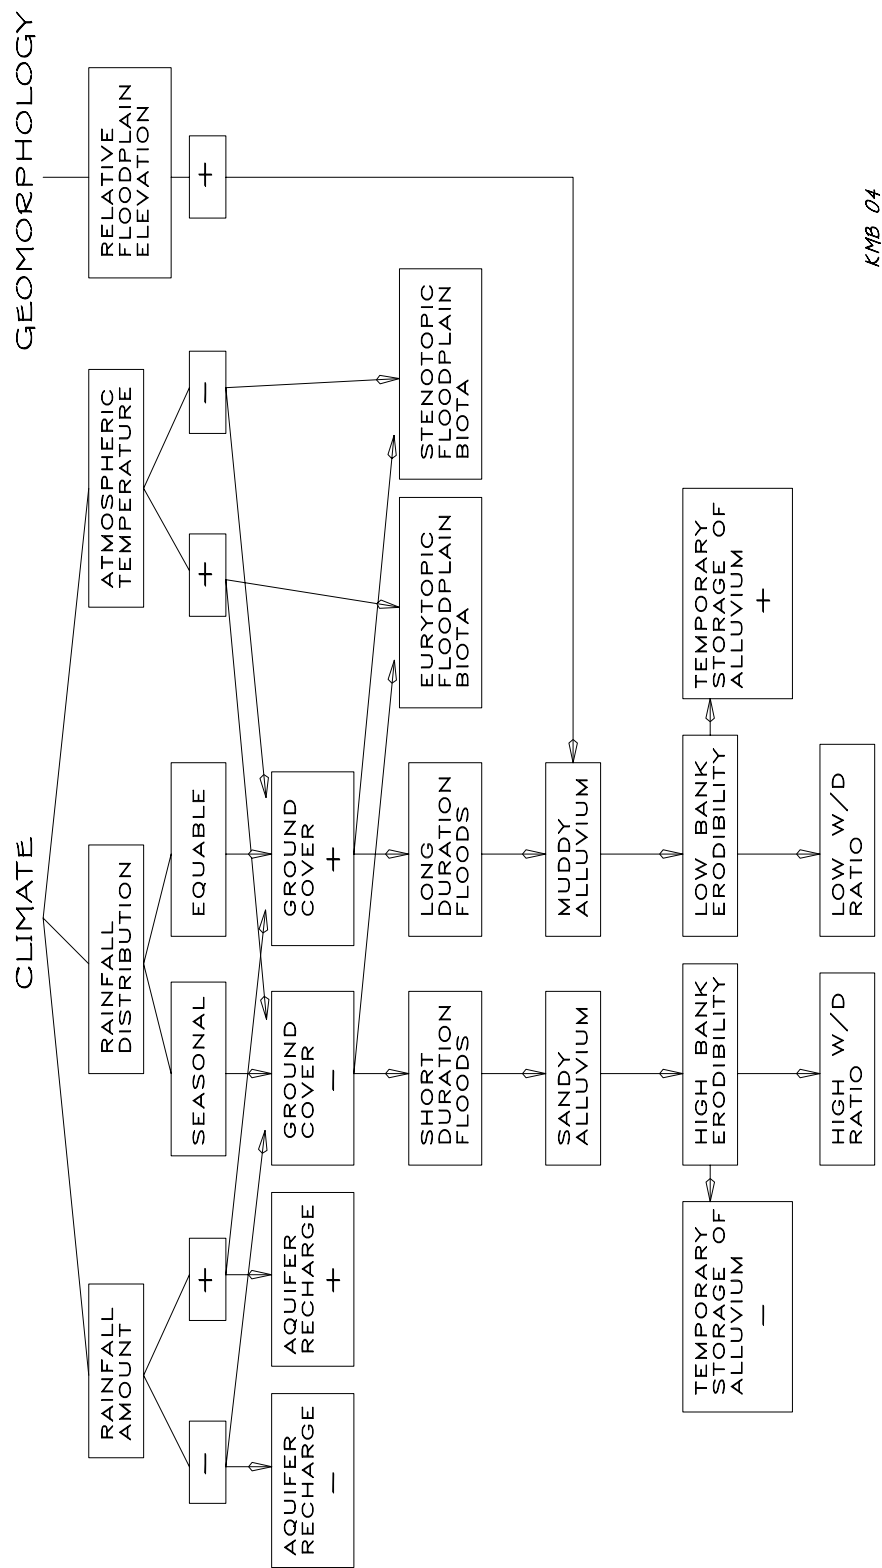 CLIMATE
GEOMORPHOLOGY
RAINFALL
AMOUNT
RAINFALL
DISTRIBUTION
ATMOSPHERIC
TEMPERATURE
RELATIVE
FLOODPLAIN
ELEVATION
−
+
SEASONAL
EQUABLE
+
−
+
AQUIFER
RECHARGE
−
AQUIFER
RECHARGE
+
GROUND
COVER
−
GROUND
COVER
+
SHORT
DURATION
FLOODS
LONG
DURATION
FLOODS
EURYTOPIC
FLOODPLAIN
BIOTA
STENOTOPIC
FLOODPLAIN
BIOTA
SANDY
ALLUVIUM
MUDDY
ALLUVIUM
TEMPORARY
STORAGE OF
ALLUVIUM
−
HIGH BANK
ERODIBILITY
LOW BANK
ERODIBILITY
TEMPORARY
STORAGE OF
ALLUVIUM
+
HIGH W/D
RATIO
LOW W/D
RATIO
KMB 04